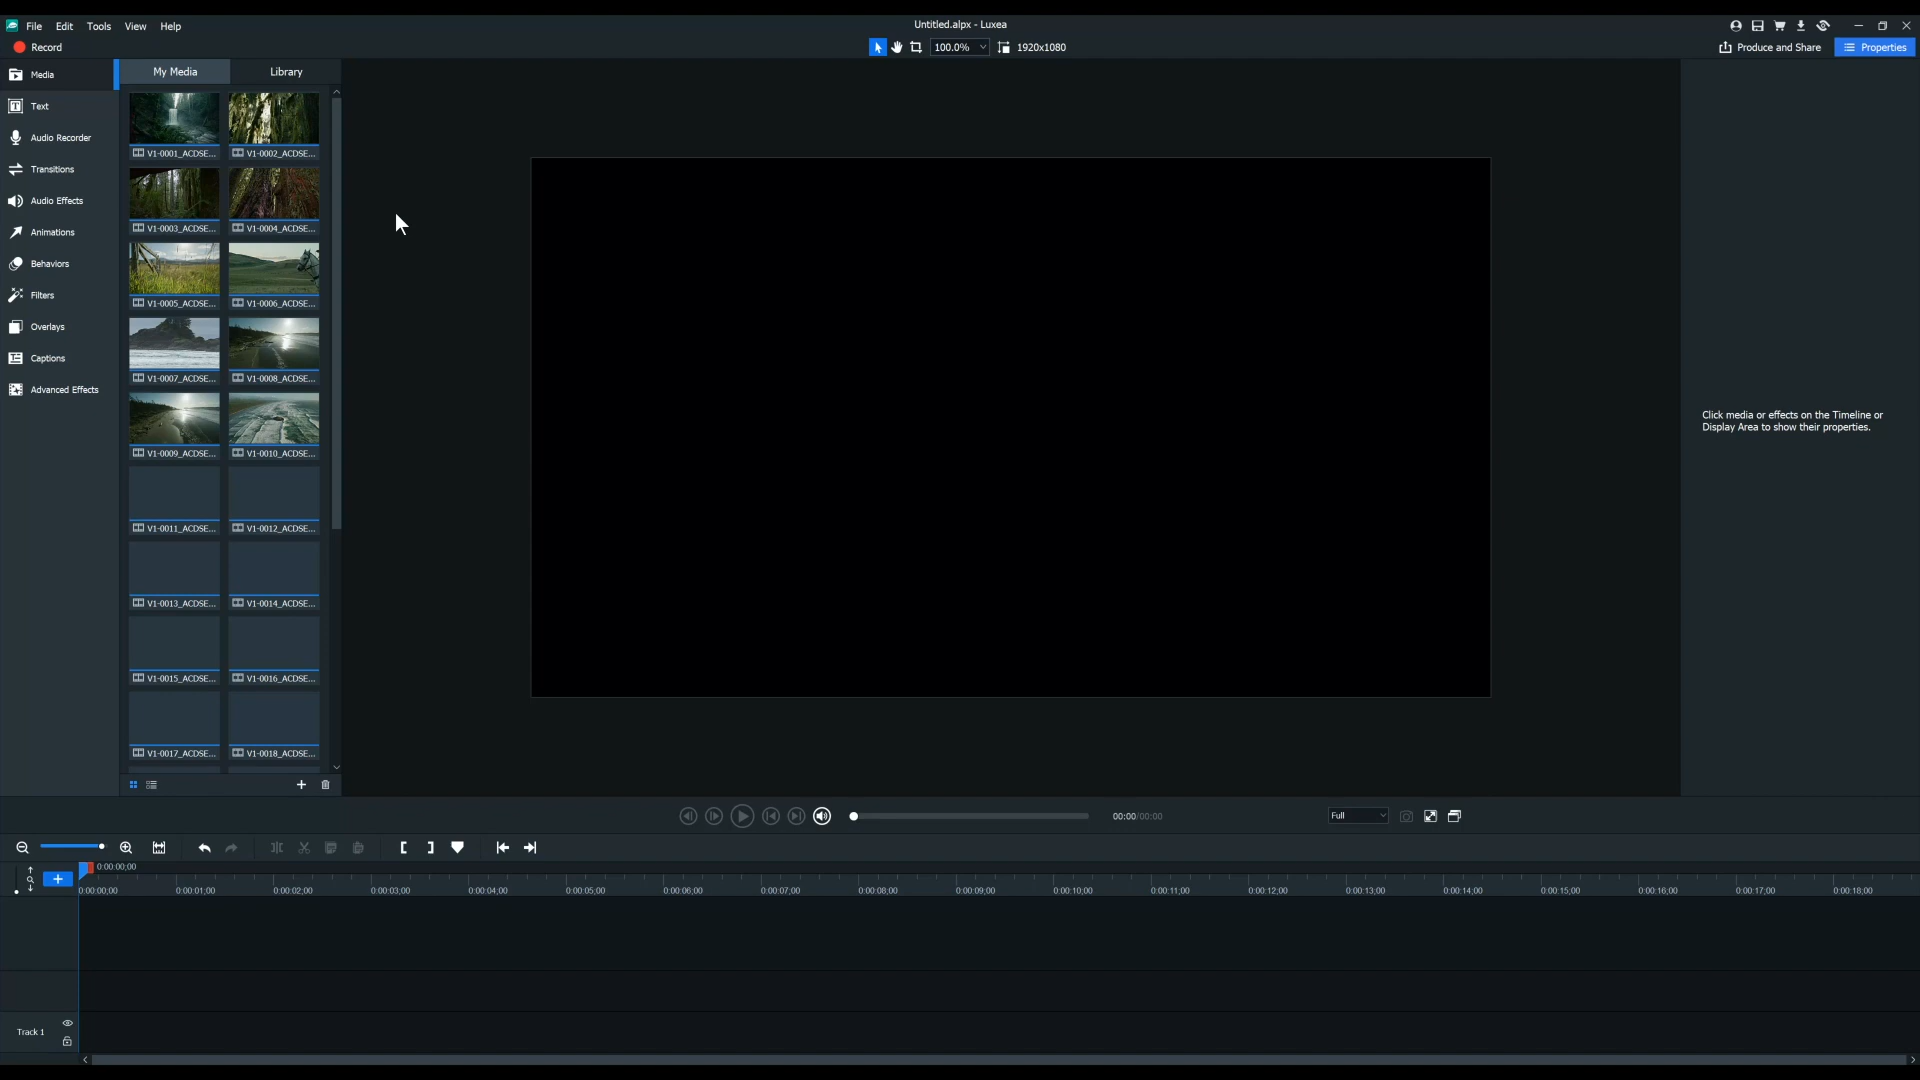 File Edit Tools View Help
Untitled.alpx - Luxea
Record
100.0%
1920x1080
Produce and Share
Properties
Media
Text
Audio Recorder
Transitions
Audio Effects
Animations
Behaviors
Filters
Overlays
Captions
Advanced Effects
My Media Library
V1-0001_ACDSE... V1-0002_ACDSE...
V1-0003_ACDSE... V1-0004_ACDSE...
V1-0005_ACDSE... V1-0006_ACDSE...
V1-0007_ACDSE... V1-0008_ACDSE...
V1-0009_ACDSE... V1-0010_ACDSE...
V1-0011_ACDSE... V1-0012_ACDSE...
V1-0013_ACDSE... V1-0014_ACDSE...
V1-0015_ACDSE... V1-0016_ACDSE...
V1-0017_ACDSE... V1-0018_ACDSE...
Click media or effects on the Timeline or
Display Area to show their properties.
00:00/00:00
Full
0:00:00;00
0:00:00;00 0:00:01;00 0:00:02;00 0:00:03;00 0:00:04;00 0:00:05;00 0:00:06;00 0:00:07;00 0:00:08;00 0:00:09;00 0:00:10;00 0:00:11;00 0:00:12;00 0:00:13;00 0:00:14;00 0:00:15;00 0:00:16;00 0:00:17;00 0:00:18;00
Track 1